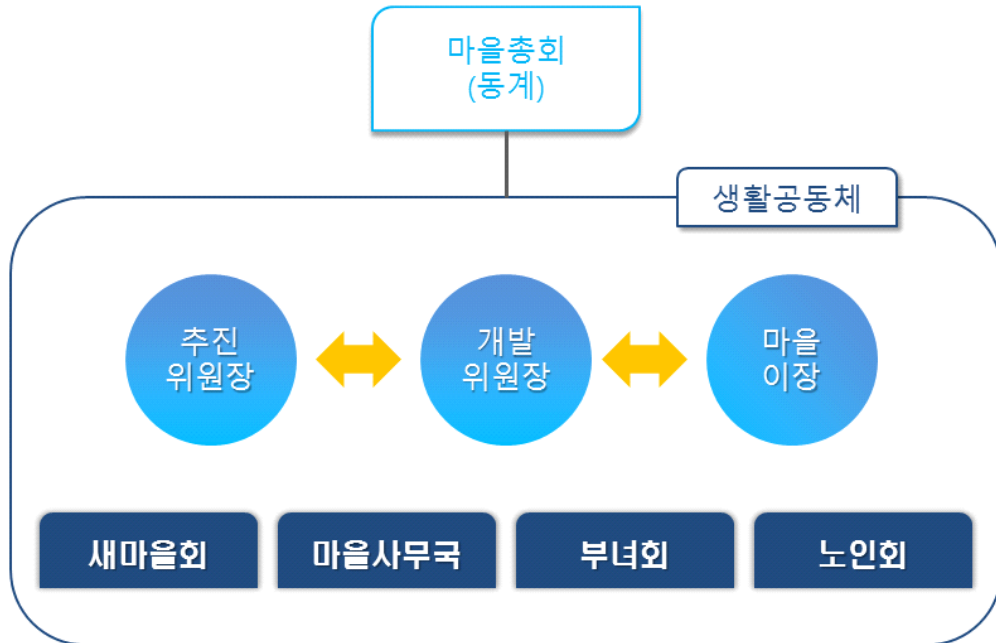 마을총회
(동계)
생활공동체
추진
위원장
개발
위원장
마을
이장
새마을회
마을사무국
부녀회
노인회